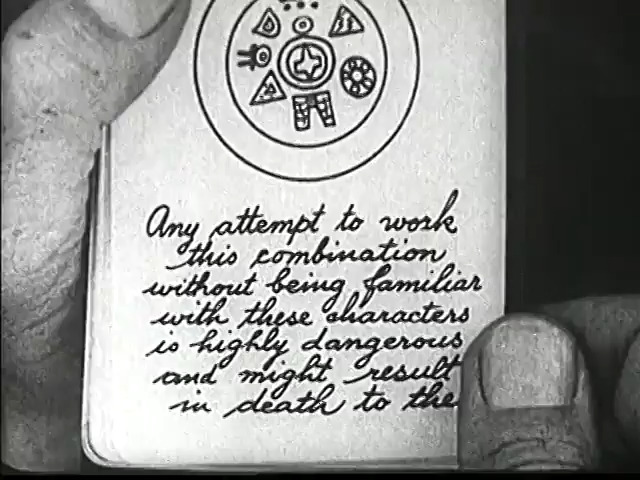 Any attempt to work
this combination
without being familiar
with these characters
is highly dangerous
and might result
in death to the